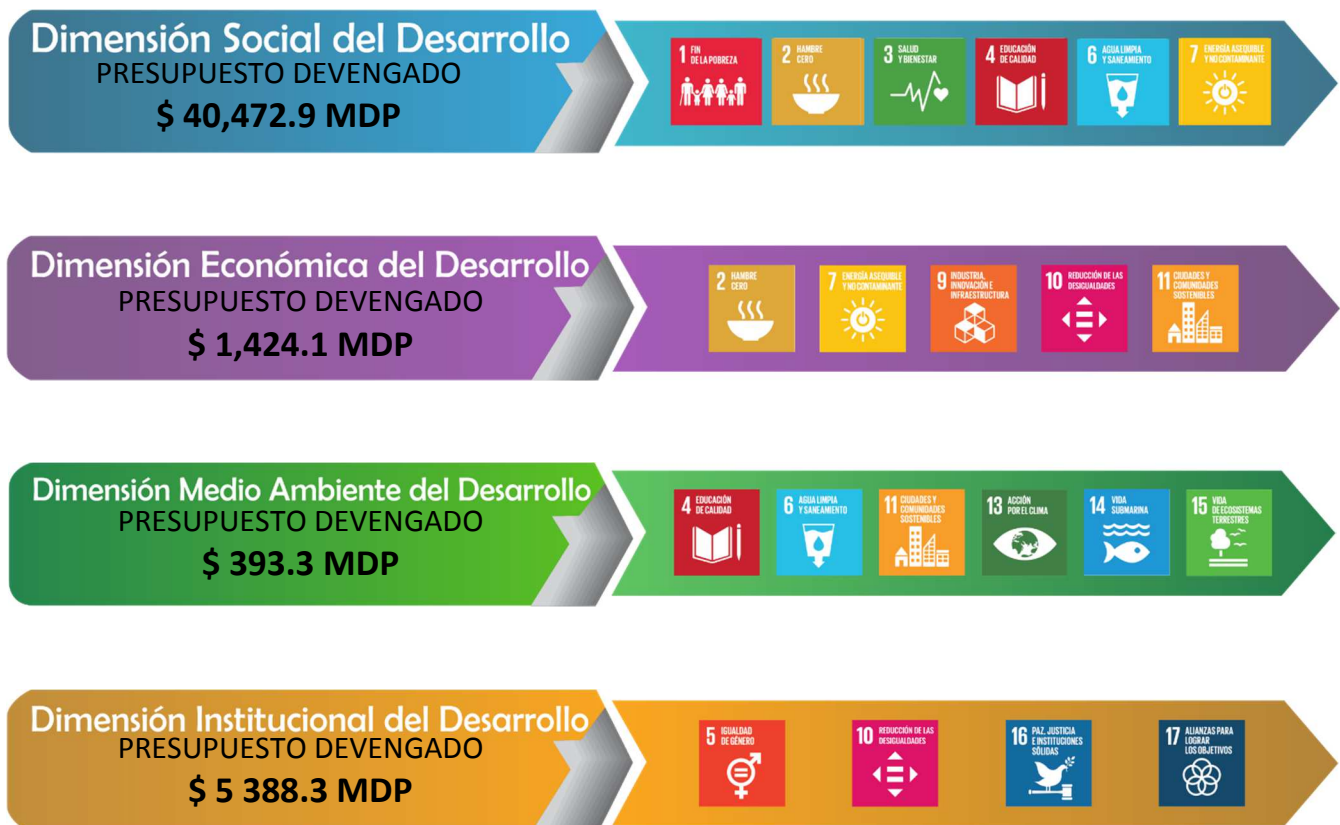 Dimensión Social del Desarrollo
PRESUPUESTO DEVENGADO
$ 40,472.9 MDP
1 FIN
DE LA POBREZA
2 HAMBRE
CERO
3 SALUD
Y BIENESTAR
4 EDUCACIÓN
DE CALIDAD
6 AGUA LIMPIA
Y SANEAMIENTO
7 ENERGÍA ASEQUIBLE
Y NO CONTAMINANTE
Dimensión Económica del Desarrollo
PRESUPUESTO DEVENGADO
$ 1,424.1 MDP
2 HAMBRE
CERO
7 ENERGÍA ASEQUIBLE
Y NO CONTAMINANTE
9 INDUSTRIA,
INNOVACIÓN E
INFRAESTRUCTURA
10 REDUCCIÓN DE LAS
DESIGUALDADES
11 CIUDADES Y
COMUNIDADES
SOSTENIBLES
Dimensión Medio Ambiente del Desarrollo
PRESUPUESTO DEVENGADO
$ 393.3 MDP
4 EDUCACIÓN
DE CALIDAD
6 AGUA LIMPIA
Y SANEAMIENTO
11 CIUDADES Y
COMUNIDADES
SOSTENIBLES
13 ACCIÓN
POR EL CLIMA
14 VIDA
SUBMARINA
15 VIDA
DE ECOSISTEMAS
TERRESTRES
Dimensión Institucional del Desarrollo
PRESUPUESTO DEVENGADO
$ 5 388.3 MDP
5 IGUALDAD
DE GÉNERO
10 REDUCCIÓN DE LAS
DESIGUALDADES
16 PAZ, JUSTICIA
E INSTITUCIONES
SÓLIDAS
17 ALIANZAS PARA
LOGRAR
LOS OBJETIVOS